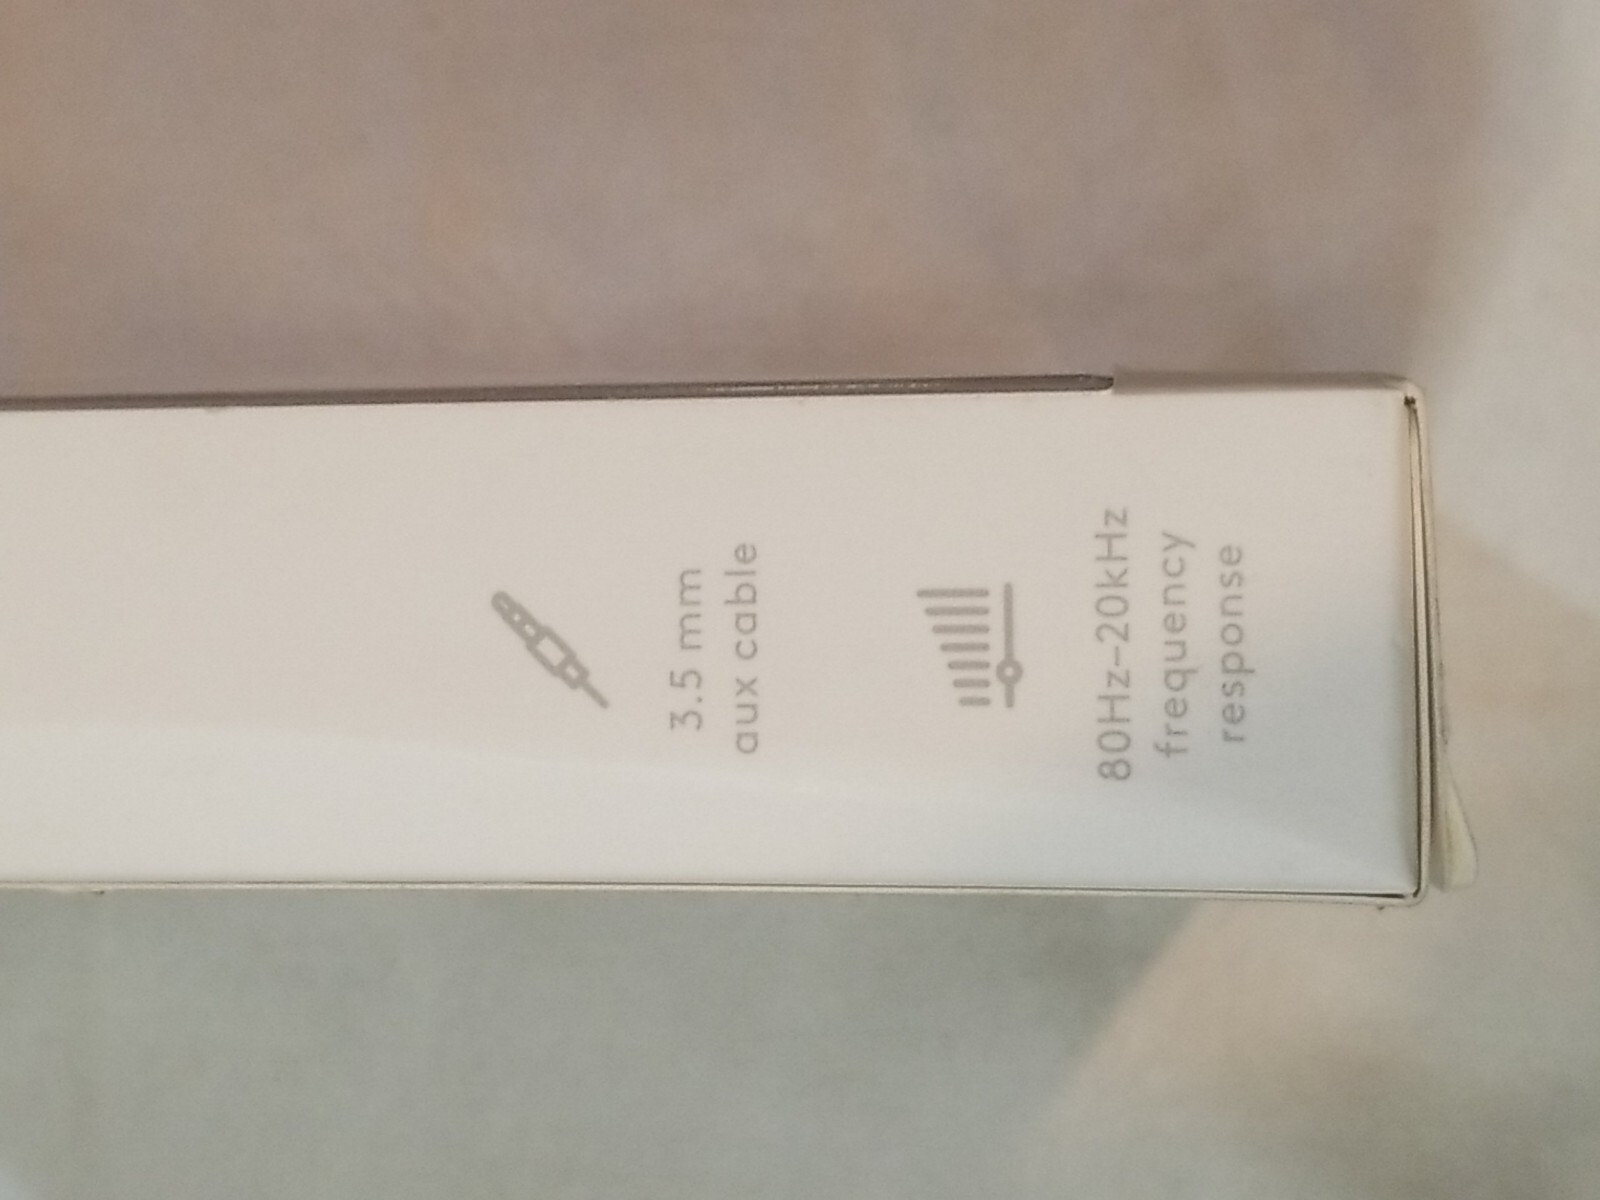 3.5 mm
aux cable
80Hz–20kHz
frequency
response